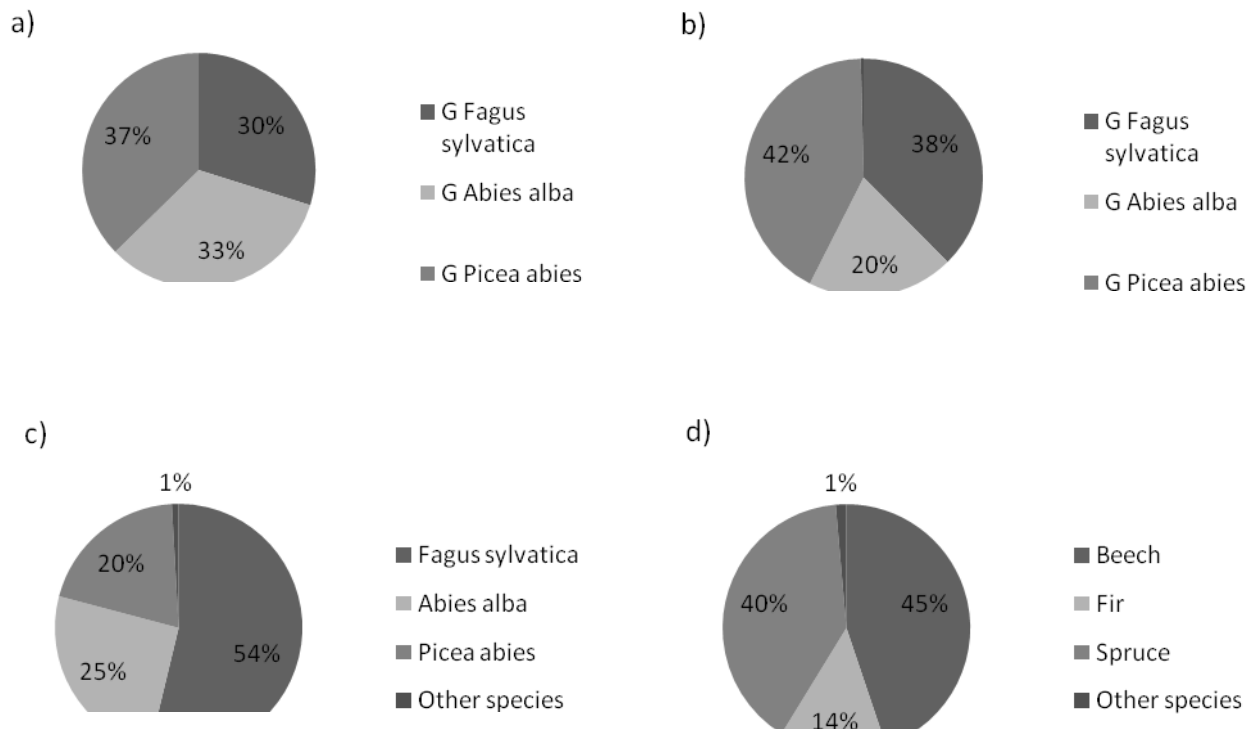 a)
30%
33%
37%
G Fagus
sylvatica
G Abies alba
G Picea abies
b)
38%
20%
42%
G Fagus
sylvatica
G Abies alba
G Picea abies
c)
1%
20%
25%
54%
Fagus sylvatica
Abies alba
Picea abies
Other species
d)
1%
40%
45%
14%
Beech
Fir
Spruce
Other species